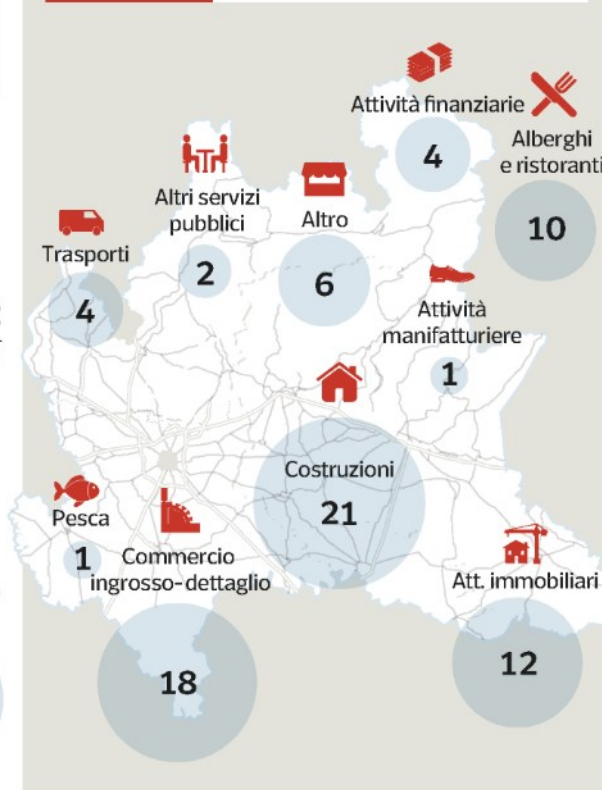 Attività finanziarie
4
Alberghi
e ristoranti
10
Altri servizi
pubblici
2
Altro
6
Trasporti
4
Attività
manifatturiere
1
Costruzioni
21
Pesca
1
Commercio
ingrosso-dettaglio
18
Att. immobiliari
12